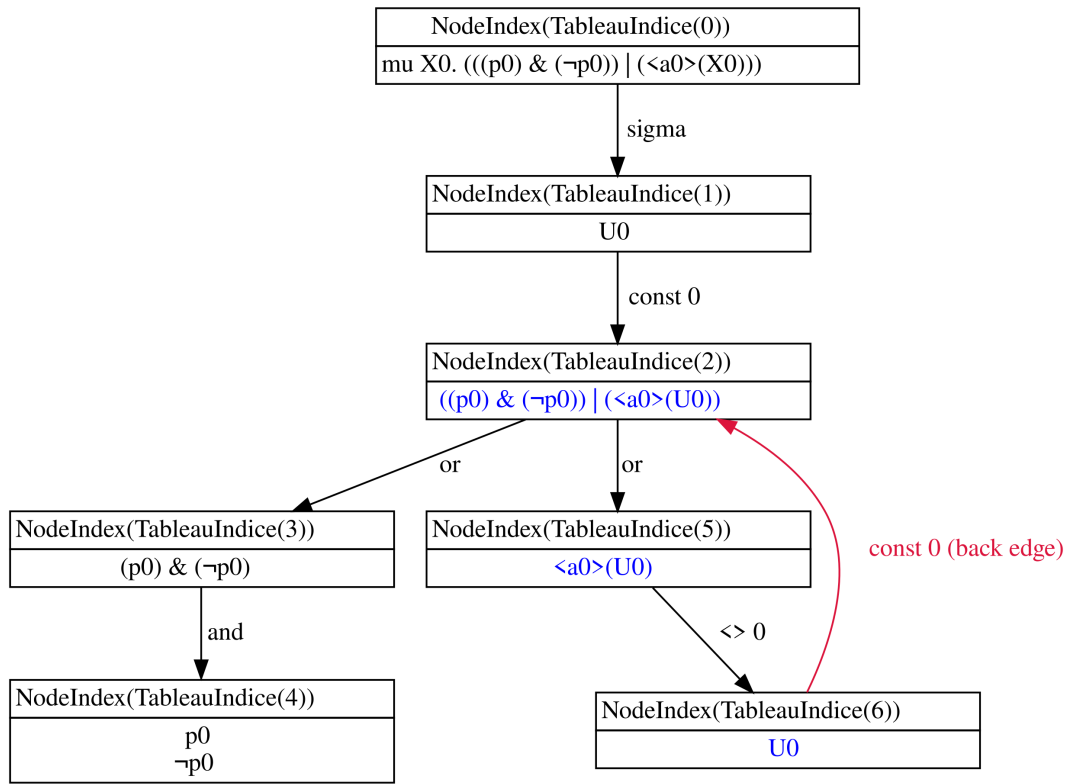 NodeIndex(TableauIndice(0))
mu X0. (((p0) & (¬p0)) | (<a0>(X0)))
sigma
NodeIndex(TableauIndice(1))
U0
const 0
NodeIndex(TableauIndice(2))
((p0) & (¬p0)) | (<a0>(U0))
or
or
NodeIndex(TableauIndice(3))
(p0) & (¬p0)
NodeIndex(TableauIndice(5))
<a0>(U0)
const 0 (back edge)
and
<> 0
NodeIndex(TableauIndice(4))
p0
¬p0
NodeIndex(TableauIndice(6))
U0